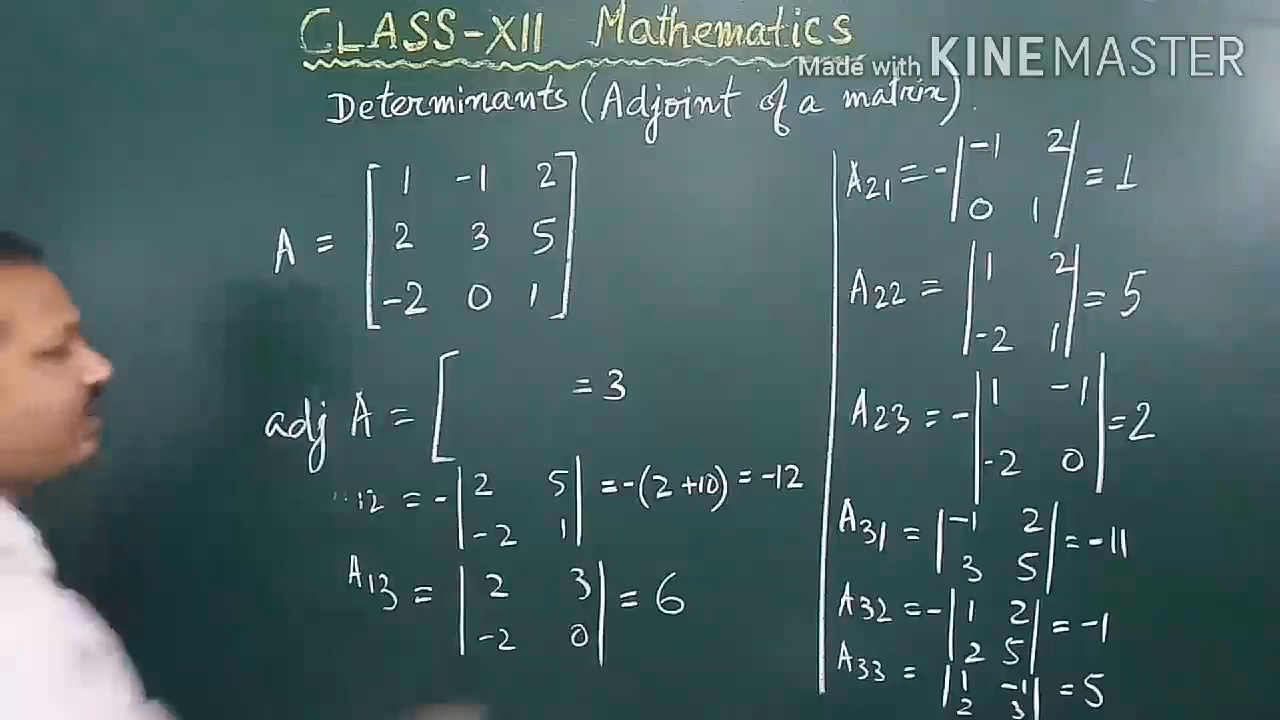 CLASS-XII Mathematics
Made with KINEMASTER
Determinants (Adjoint of a matrix).
A = [ 1 -1 2
2 3 5
-2 0 1 ]
adj A = [ = 3
12 = - | 2 5
-2 1 | = -(2+10) = -12
A13 = | 2 3
-2 0 | = 6
A21 = - | -1 2
0 1 | = 1
A22 = | 1 2
-2 1 | = 5
A23 = - | 1 -1
-2 0 | = 2
A31 = | -1 2
3 5 | = -11
A32 = - | 1 2
2 5 | = -1
A33 = | 1 -1
2 3 | = 5